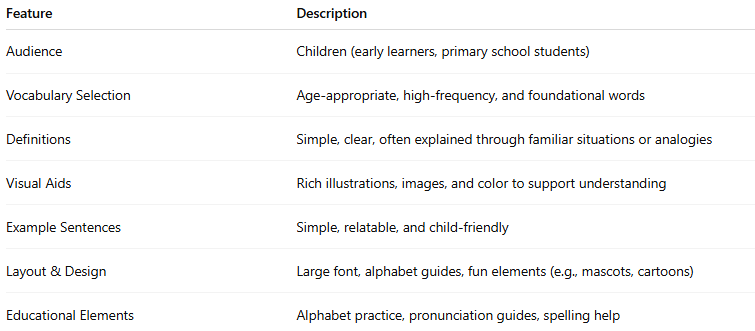 Feature Description
Audience Children (early learners, primary school students)
Vocabulary Selection Age-appropriate, high-frequency, and foundational words
Definitions Simple, clear, often explained through familiar situations or analogies
Visual Aids Rich illustrations, images, and color to support understanding
Example Sentences Simple, relatable, and child-friendly
Layout & Design Large font, alphabet guides, fun elements (e.g., mascots, cartoons)
Educational Elements Alphabet practice, pronunciation guides, spelling help